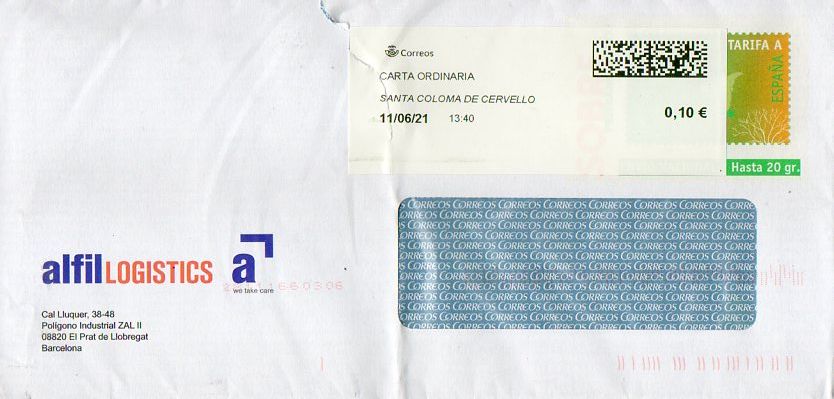 Correos
CARTA ORDINARIA
SANTA COLOMA DE CERVELLO
11/06/21 13:40
0,10 €
TARIFA A
ESPAÑA
Hasta 20 gr.
alfil LOGISTICS
a
we take care
Cal Lluquer, 38-48
Polígono Industrial ZAL II
08820 El Prat de Llobregat
Barcelona
CORREOS CORREOS CORREOS CORREOS CORREOS CORREOS